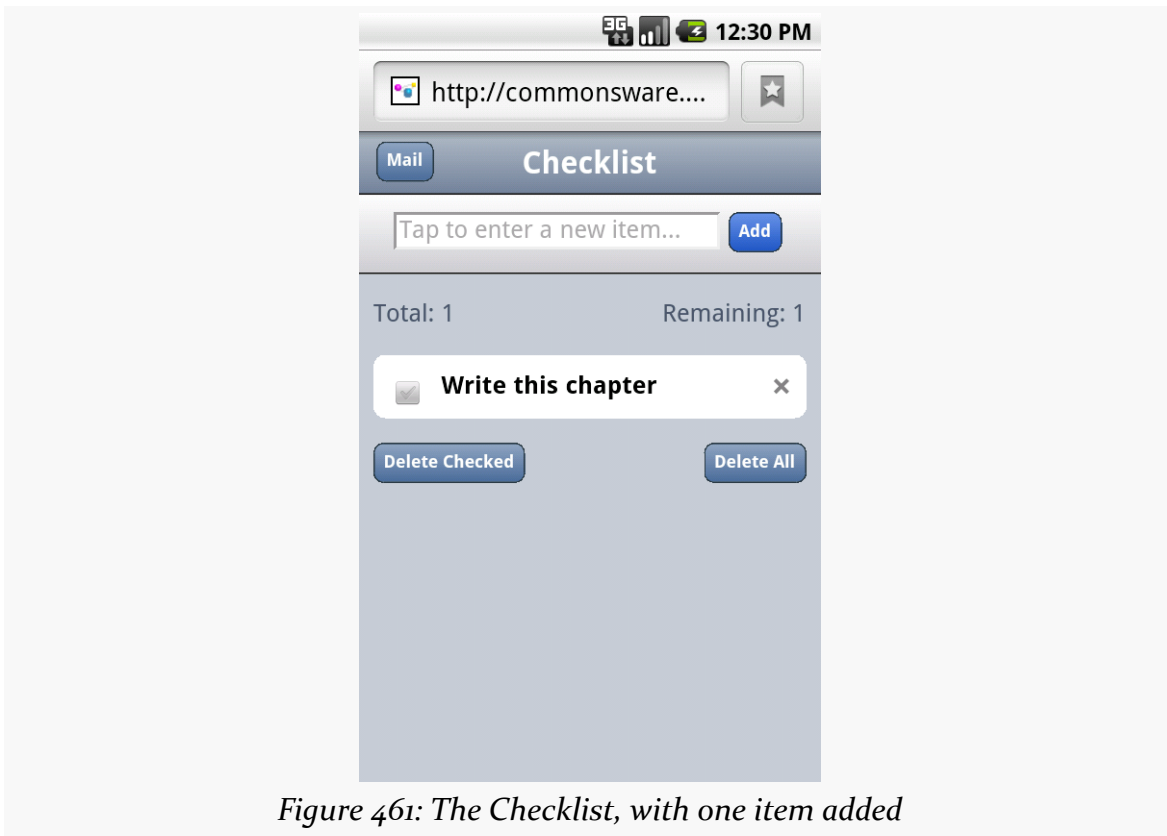 3G 12:30 PM
http://commonsware....
Mail Checklist
Tap to enter a new item... Add
Total: 1 Remaining: 1
Write this chapter ×
Delete Checked Delete All
Figure 461: The Checklist, with one item added